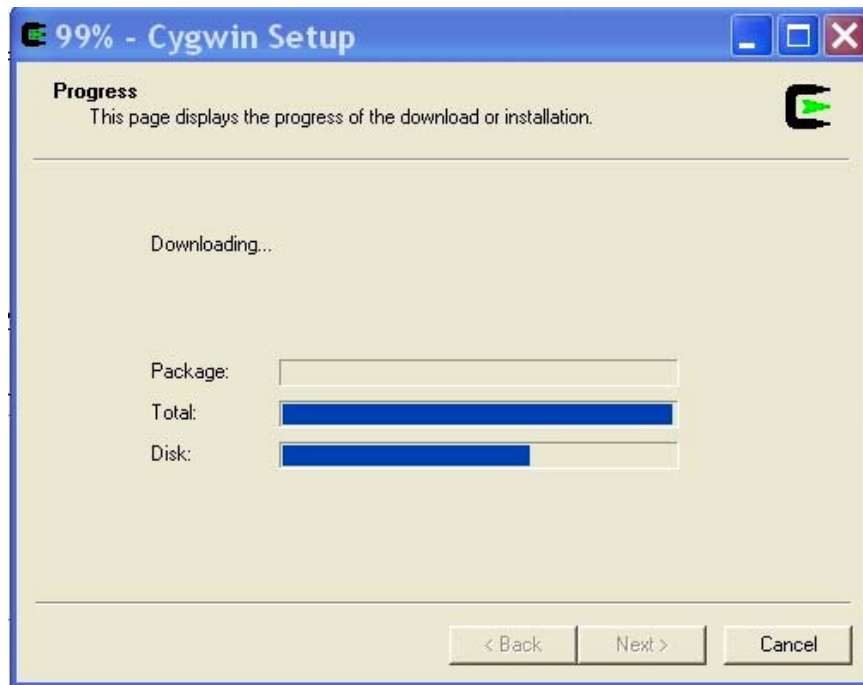 99% - Cygwin Setup
Progress
This page displays the progress of the download or installation.
Downloading...
Package:
Total:
Disk:
< Back
Next >
Cancel